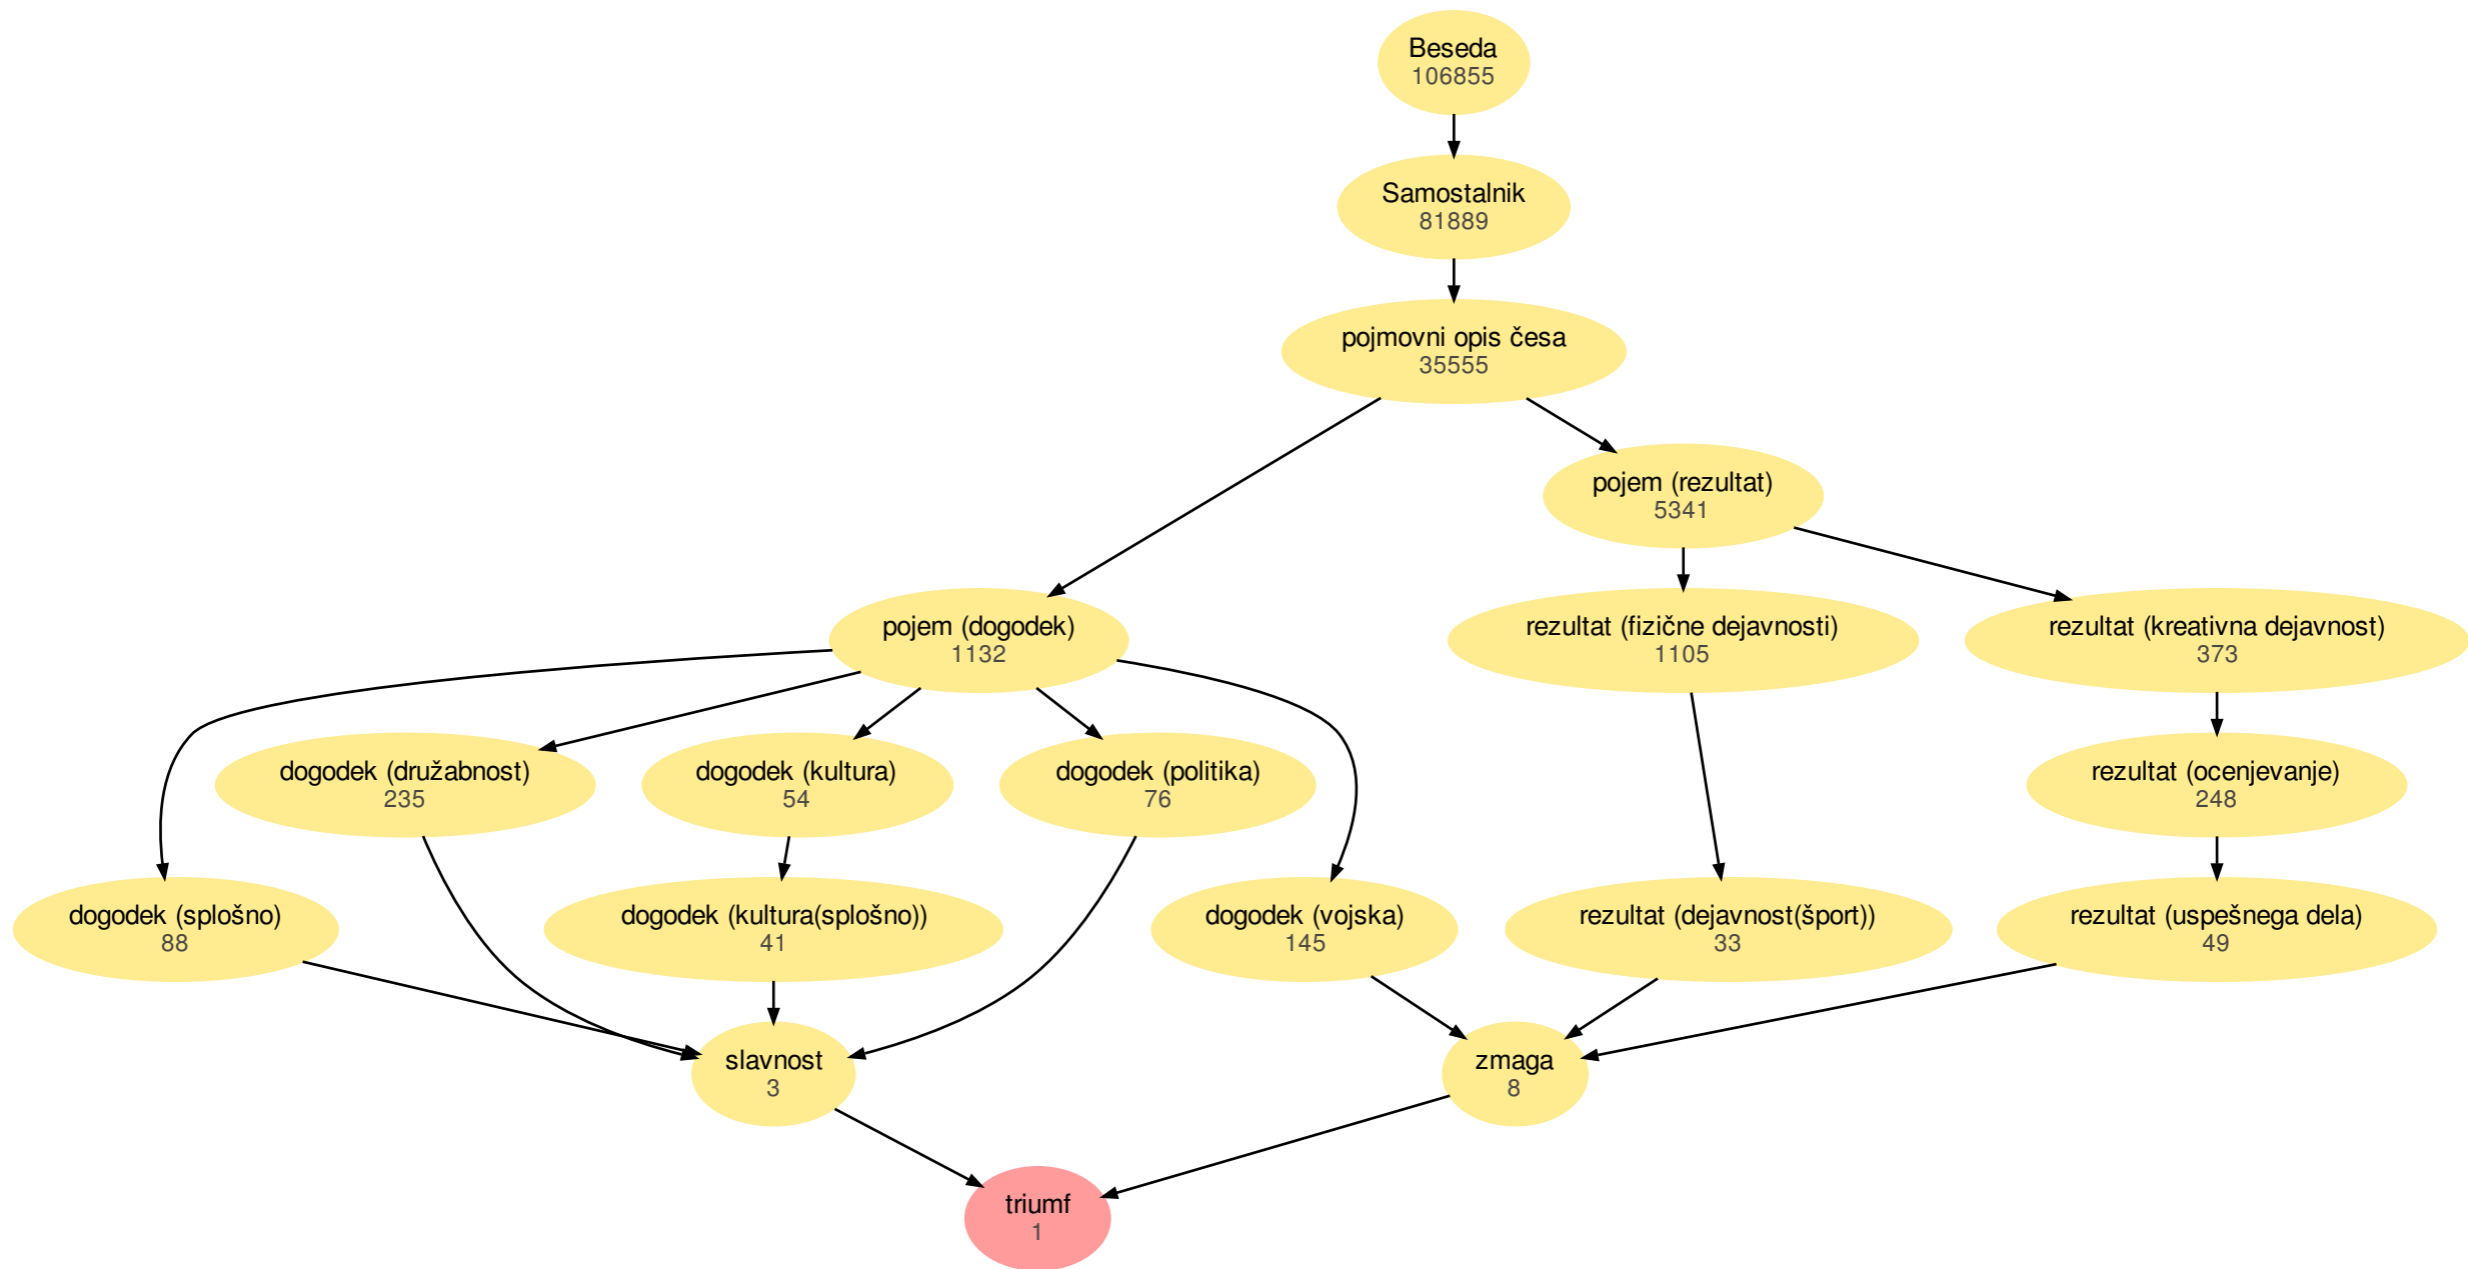 Beseda
106855
Samostalnik
81889
pojmovni opis česa
35555
pojem (rezultat)
5341
pojem (dogodek)
1132
rezultat (fizične dejavnosti)
1105
rezultat (kreativna dejavnost)
373
dogodek (družabnost)
235
dogodek (kultura)
54
dogodek (politika)
76
rezultat (ocenjevanje)
248
dogodek (splošno)
88
dogodek (kultura(splošno))
41
dogodek (vojska)
145
rezultat (dejavnost(šport))
33
rezultat (uspešnega dela)
49
slavnost
3
zmaga
8
triumf
1